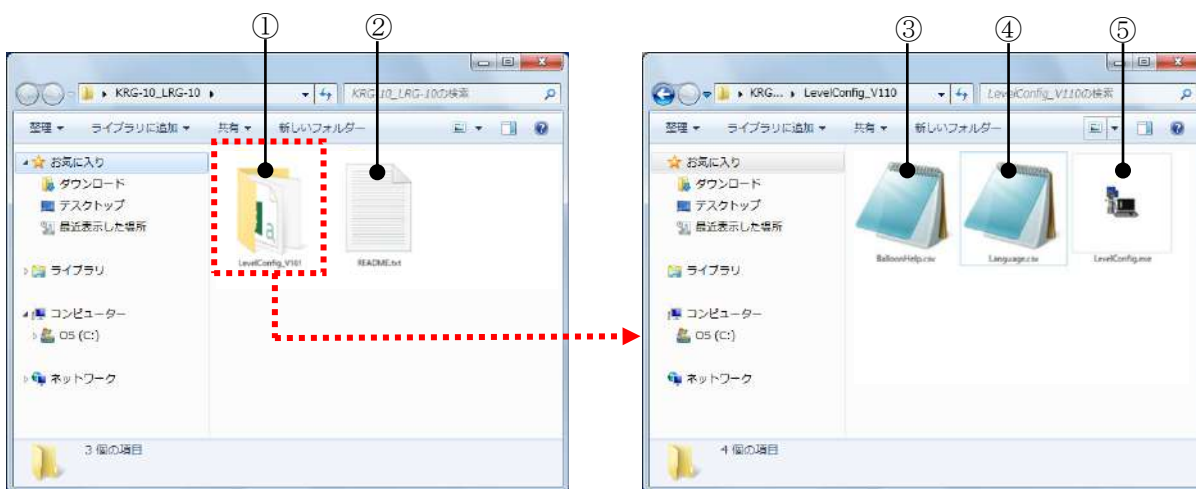 ① ②
KRG-10_LRG-10
KRG-10_LRG-10の検索
整理 ライブラリに追加 共有 新しいフォルダー
お気に入り
ダウンロード
デスクトップ
最近表示した場所
ライブラリ
コンピューター
OS (C:)
ネットワーク
LevelConfig_V101
README.txt
3 個の項目
③ ④ ⑤
KRG... LevelConfig_V110
LevelConfig_V110の検索
整理 ライブラリに追加 共有 新しいフォルダー
お気に入り
ダウンロード
デスクトップ
最近表示した場所
ライブラリ
コンピューター
OS (C:)
ネットワーク
BalloonHelp.csv
Language.csv
LevelConfig.exe
4 個の項目